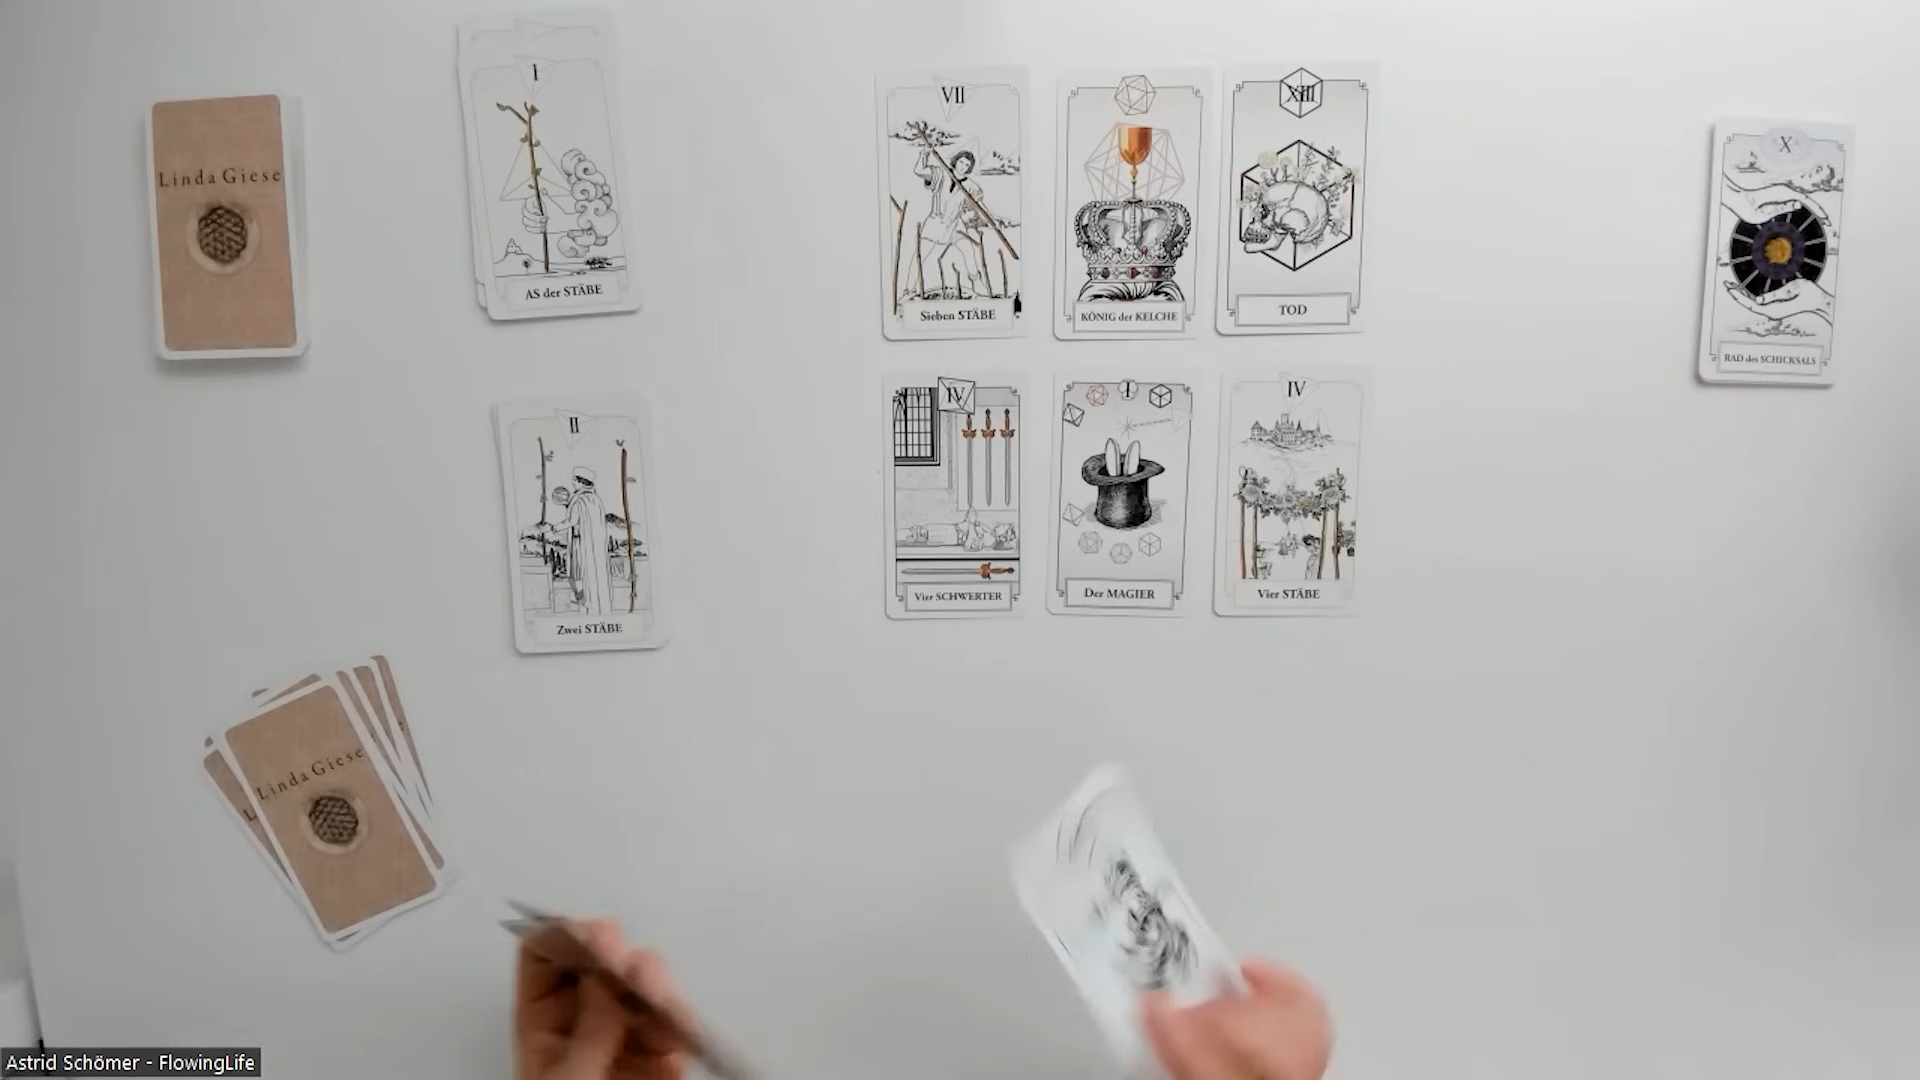 Linda Giese
I
AS der STÄBE
VII
Sieben STÄBE
KÖNIG der KELCHE
XIII
TOD
X
RAD des SCHICKSALS
II
Zwei STÄBE
IV
Vier SCHWERTER
I
Der MAGIER
IV
Vier STÄBE
Linda Giese
L
Astrid Schömer - FlowingLife